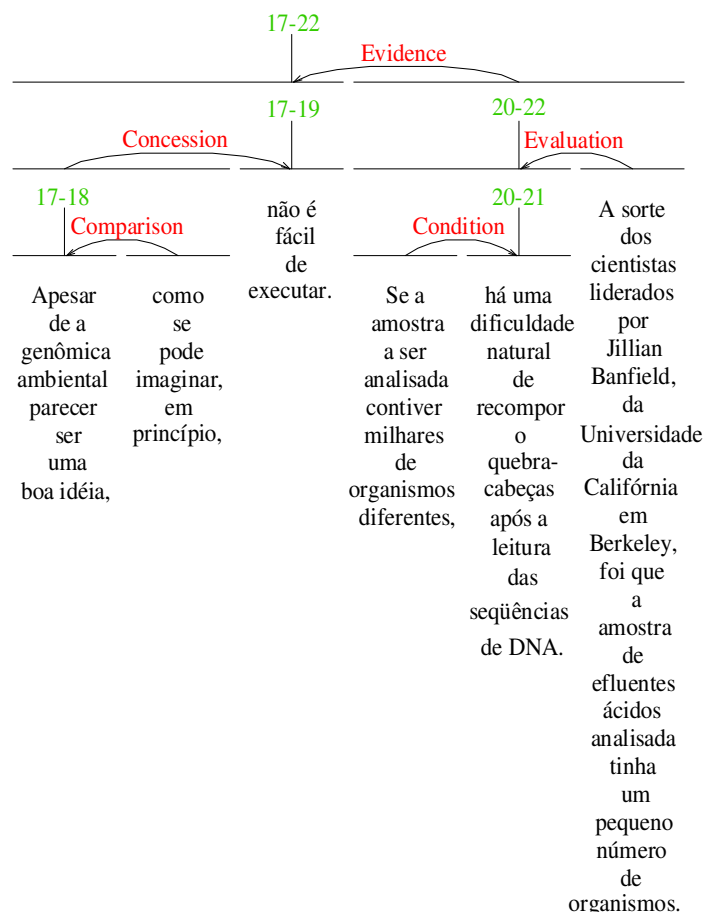 17-22
Evidence
17-19
20-22
Concession
Evaluation
17-18
20-21
Comparison
Condition
Apesar
de a
genômica
ambiental
parecer
ser
uma
boa idéia,
como
se
pode
imaginar,
em
princípio,
não é
fácil
de
executar.
Se a
amostra
a ser
analisada
contiver
milhares
de
organismos
diferentes,
há uma
dificuldade
natural
de
recompor
o
quebra-
cabeças
após a
leitura
das
seqüências
de DNA.
A sorte
dos
cientistas
liderados
por
Jillian
Banfield,
da
Universidade
da
Califórnia
em
Berkeley,
foi que
a
amostra
de
efluentes
ácidos
analisada
tinha
um
pequeno
número
de
organismos.